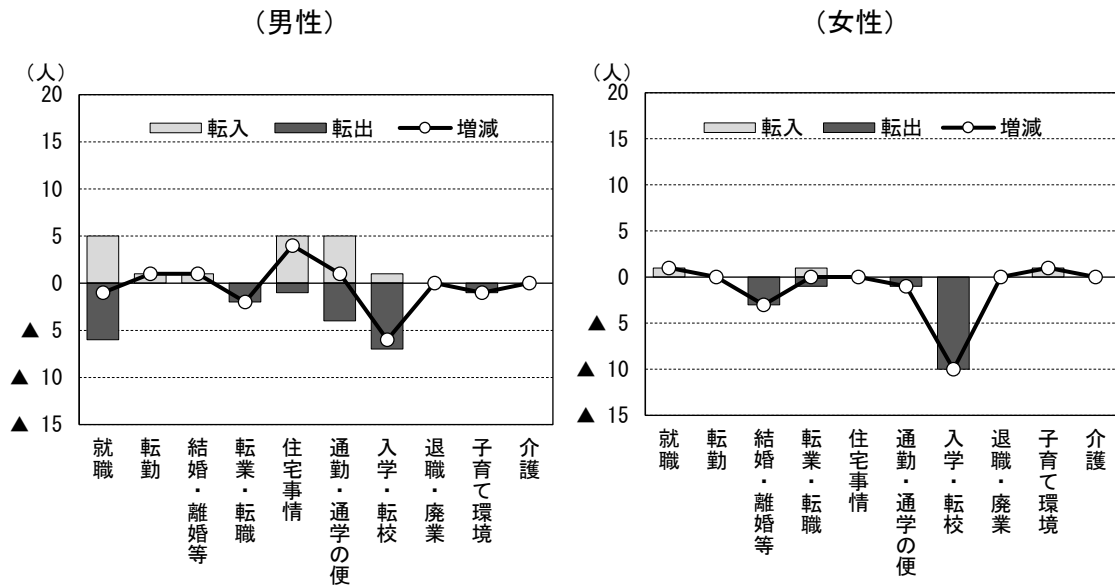 （男性）
（人）
20
15
10
5
0
▲ 5
▲ 10
▲ 15
転入
転出
増減
就職
転勤
結婚・離婚等
転業・転職
住宅事情
通勤・通学の便
入学・転校
退職・廃業
子育て環境
介護
（女性）
（人）
20
15
10
5
0
▲ 5
▲ 10
▲ 15
転入
転出
増減
就職
転勤
結婚・離婚等
転業・転職
住宅事情
通勤・通学の便
入学・転校
退職・廃業
子育て環境
介護